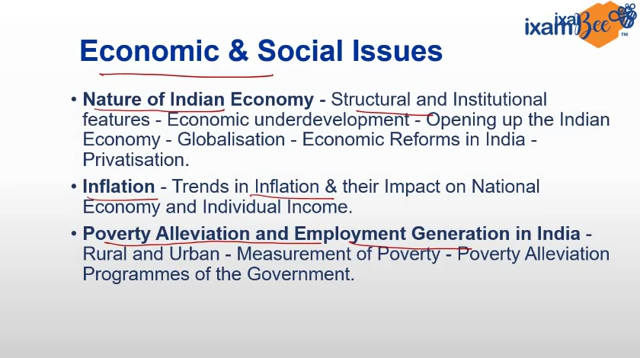 ixamBee™
ixamBee
Economic & Social Issues
• Nature of Indian Economy - Structural and Institutional
features - Economic underdevelopment - Opening up the Indian
Economy - Globalisation - Economic Reforms in India -
Privatisation.
• Inflation - Trends in Inflation & their Impact on National
Economy and Individual Income.
• Poverty Alleviation and Employment Generation in India -
Rural and Urban - Measurement of Poverty - Poverty Alleviation
Programmes of the Government.